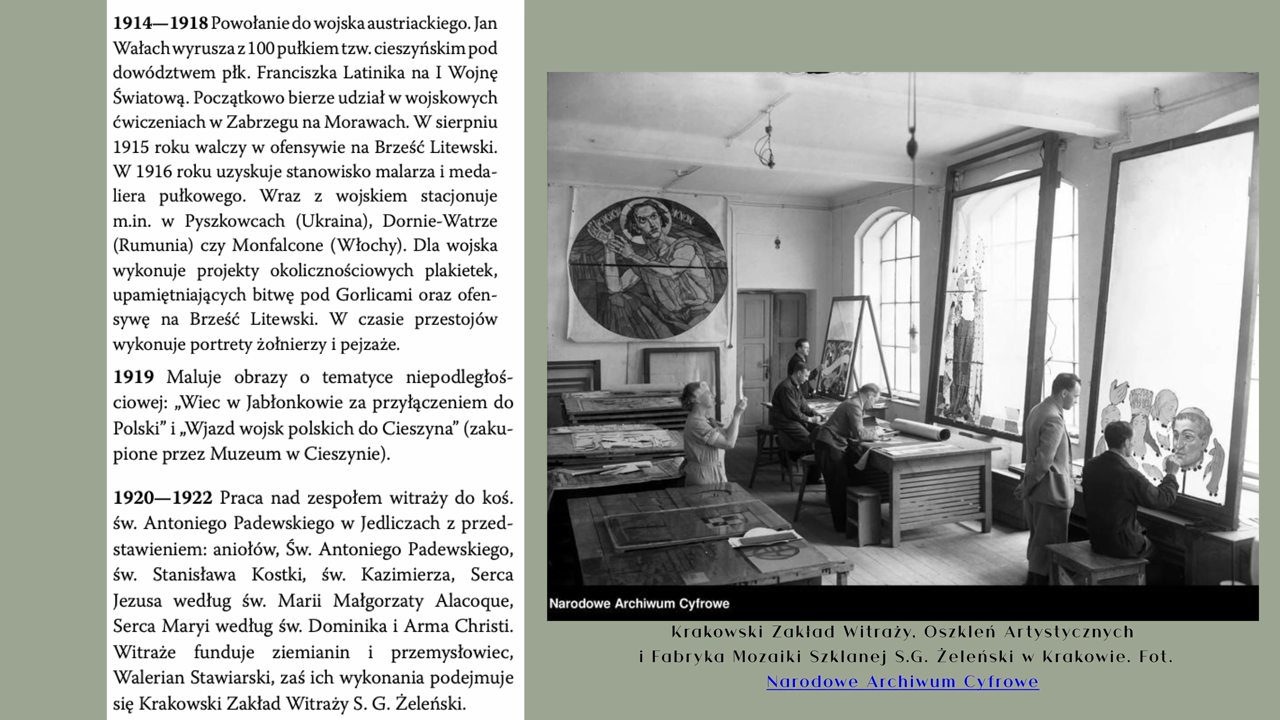 1914—1918 Powołanie do wojska austriackiego. Jan
Wałach wyrusza z 100 pułkiem tzw. cieszyńskim pod
dowództwem płk. Franciszka Latinika na I Wojnę
Światową. Początkowo bierze udział w wojskowych
ćwiczeniach w Zabrzegu na Morawach. W sierpniu
1915 roku walczy w ofensywie na Brześć Litewski.
W 1916 roku uzyskuje stanowisko malarza i meda-
liera pułkowego. Wraz z wojskiem stacjonuje
m.in. w Pyszkowcach (Ukraina), Dornie-Watrze
(Rumunia) czy Monfalcone (Włochy). Dla wojska
wykonuje projekty okolicznościowych plakietek,
upamiętniających bitwę pod Gorlicami oraz ofen-
sywę na Brześć Litewski. W czasie przestojów
wykonuje portrety żołnierzy i pejzaże.
1919 Maluje obrazy o tematyce niepodległoś-
ciowej: „Wiec w Jabłonkowie za przyłączeniem do
Polski” i „Wjazd wojsk polskich do Cieszyna” (zaku-
pione przez Muzeum w Cieszynie).
1920—1922 Praca nad zespołem witraży do koś.
św. Antoniego Padewskiego w Jedliczach z przed-
stawieniem: aniołów, Św. Antoniego Padewskiego,
św. Stanisława Kostki, św. Kazimierza, Serca
Jezusa według św. Marii Małgorzaty Alacoque,
Serca Maryi według św. Dominika i Arma Christi.
Witraże funduje ziemianin i przemysłowiec,
Walerian Stawiarski, zaś ich wykonania podejmuje
się Krakowski Zakład Witraży S. G. Żeleński.
Narodowe Archiwum Cyfrowe
Krakowski Zakład Witraży, Oszkleń Artystycznych
i Fabryka Mozaiki Szklanej S.G. Żeleński w Krakowie. Fot.
Narodowe Archiwum Cyfrowe